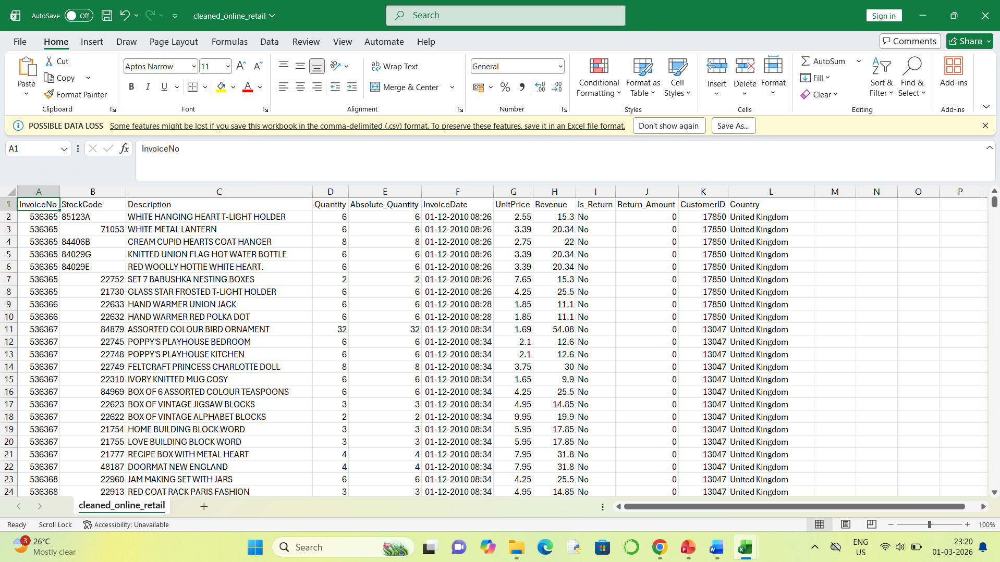 AutoSave Off cleaned_online_retail Search Sign in
File Home Insert Draw Page Layout Formulas Data Review View Automate Help Comments Share
Paste Cut Copy Format Painter Clipboard
Aptos Narrow 11 B I U A Font
Wrap Text Merge & Center Alignment
General % Number
Conditional Formatting Format as Table Cell Styles Styles
Insert Delete Format Cells
AutoSum Fill Clear Sort & Filter Find & Select Editing
Add-ins Add-ins
POSSIBLE DATA LOSS Some features might be lost if you save this workbook in the comma-delimited (.csv) format. To preserve these features, save it in an Excel file format. Don't show again Save As...
A1 fx InvoiceNo
A B C D E F G H I J K L M N O P
1 InvoiceNo StockCode Description Quantity Absolute_Quantity InvoiceDate UnitPrice Revenue Is_Return Return_Amount CustomerID Country
2 536365 85123A WHITE HANGING HEART T-LIGHT HOLDER 6 6 01-12-2010 08:26 2.55 15.3 No 0 17850 United Kingdom
3 536365 71053 WHITE METAL LANTERN 6 6 01-12-2010 08:26 3.39 20.34 No 0 17850 United Kingdom
4 536365 84406B CREAM CUPID HEARTS COAT HANGER 8 8 01-12-2010 08:26 2.75 22 No 0 17850 United Kingdom
5 536365 84029G KNITTED UNION FLAG HOT WATER BOTTLE 6 6 01-12-2010 08:26 3.39 20.34 No 0 17850 United Kingdom
6 536365 84029E RED WOOLLY HOTTIE WHITE HEART. 6 6 01-12-2010 08:26 3.39 20.34 No 0 17850 United Kingdom
7 536365 22752 SET 7 BABUSHKA NESTING BOXES 2 2 01-12-2010 08:26 7.65 15.3 No 0 17850 United Kingdom
8 536365 21730 GLASS STAR FROSTED T-LIGHT HOLDER 6 6 01-12-2010 08:26 4.25 25.5 No 0 17850 United Kingdom
9 536366 22633 HAND WARMER UNION JACK 6 6 01-12-2010 08:28 1.85 11.1 No 0 17850 United Kingdom
10 536366 22632 HAND WARMER RED POLKA DOT 6 6 01-12-2010 08:28 1.85 11.1 No 0 17850 United Kingdom
11 536367 84879 ASSORTED COLOUR BIRD ORNAMENT 32 32 01-12-2010 08:34 1.69 54.08 No 0 13047 United Kingdom
12 536367 22745 POPPY'S PLAYHOUSE BEDROOM 6 6 01-12-2010 08:34 2.1 12.6 No 0 13047 United Kingdom
13 536367 22748 POPPY'S PLAYHOUSE KITCHEN 6 6 01-12-2010 08:34 2.1 12.6 No 0 13047 United Kingdom
14 536367 22749 FELTCRAFT PRINCESS CHARLOTTE DOLL 8 8 01-12-2010 08:34 3.75 30 No 0 13047 United Kingdom
15 536367 22310 IVORY KNITTED MUG COSY 6 6 01-12-2010 08:34 1.65 9.9 No 0 13047 United Kingdom
16 536367 84969 BOX OF 6 ASSORTED COLOUR TEASPOONS 6 6 01-12-2010 08:34 4.25 25.5 No 0 13047 United Kingdom
17 536367 22623 BOX OF VINTAGE JIGSAW BLOCKS 3 3 01-12-2010 08:34 4.95 14.85 No 0 13047 United Kingdom
18 536367 22622 BOX OF VINTAGE ALPHABET BLOCKS 2 2 01-12-2010 08:34 9.95 19.9 No 0 13047 United Kingdom
19 536367 21754 HOME BUILDING BLOCK WORD 3 3 01-12-2010 08:34 5.95 17.85 No 0 13047 United Kingdom
20 536367 21755 LOVE BUILDING BLOCK WORD 3 3 01-12-2010 08:34 5.95 17.85 No 0 13047 United Kingdom
21 536367 21777 RECIPE BOX WITH METAL HEART 4 4 01-12-2010 08:34 7.95 31.8 No 0 13047 United Kingdom
22 536367 48187 DOORMAT NEW ENGLAND 4 4 01-12-2010 08:34 7.95 31.8 No 0 13047 United Kingdom
23 536368 22960 JAM MAKING SET WITH JARS 6 6 01-12-2010 08:34 4.25 25.5 No 0 13047 United Kingdom
24 536368 22913 RED COAT RACK PARIS FASHION 3 3 01-12-2010 08:34 4.95 14.85 No 0 13047 United Kingdom
cleaned_online_retail
Ready Scroll Lock Accessibility: Unavailable 100%
3 26°C Mostly clear Search ENG US 23:20 01-03-2026